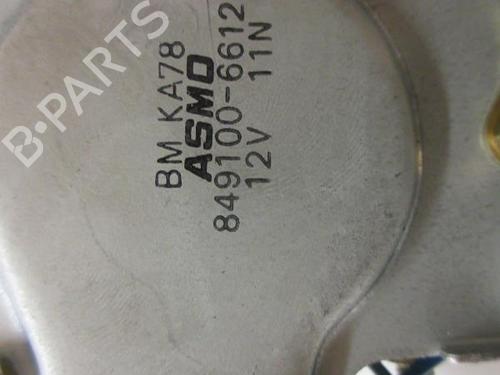 B-PARTS
BM KA78
ASMO
849100-6612
12V 11N